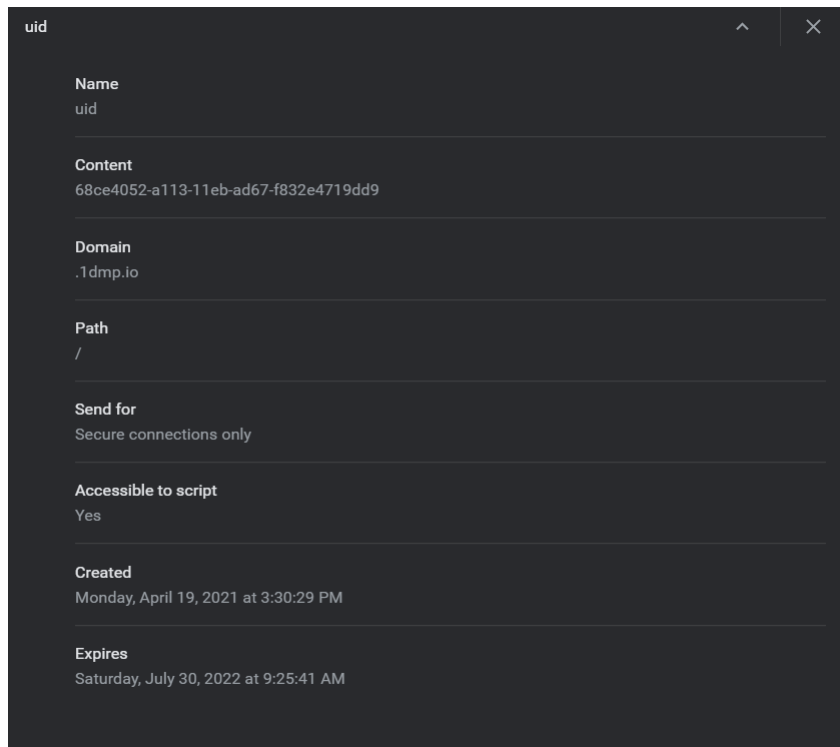 uid
Name
uid
Content
68ce4052-a113-11eb-ad67-f832e4719dd9
Domain
.1dmp.io
Path
/
Send for
Secure connections only
Accessible to script
Yes
Created
Monday, April 19, 2021 at 3:30:29 PM
Expires
Saturday, July 30, 2022 at 9:25:41 AM